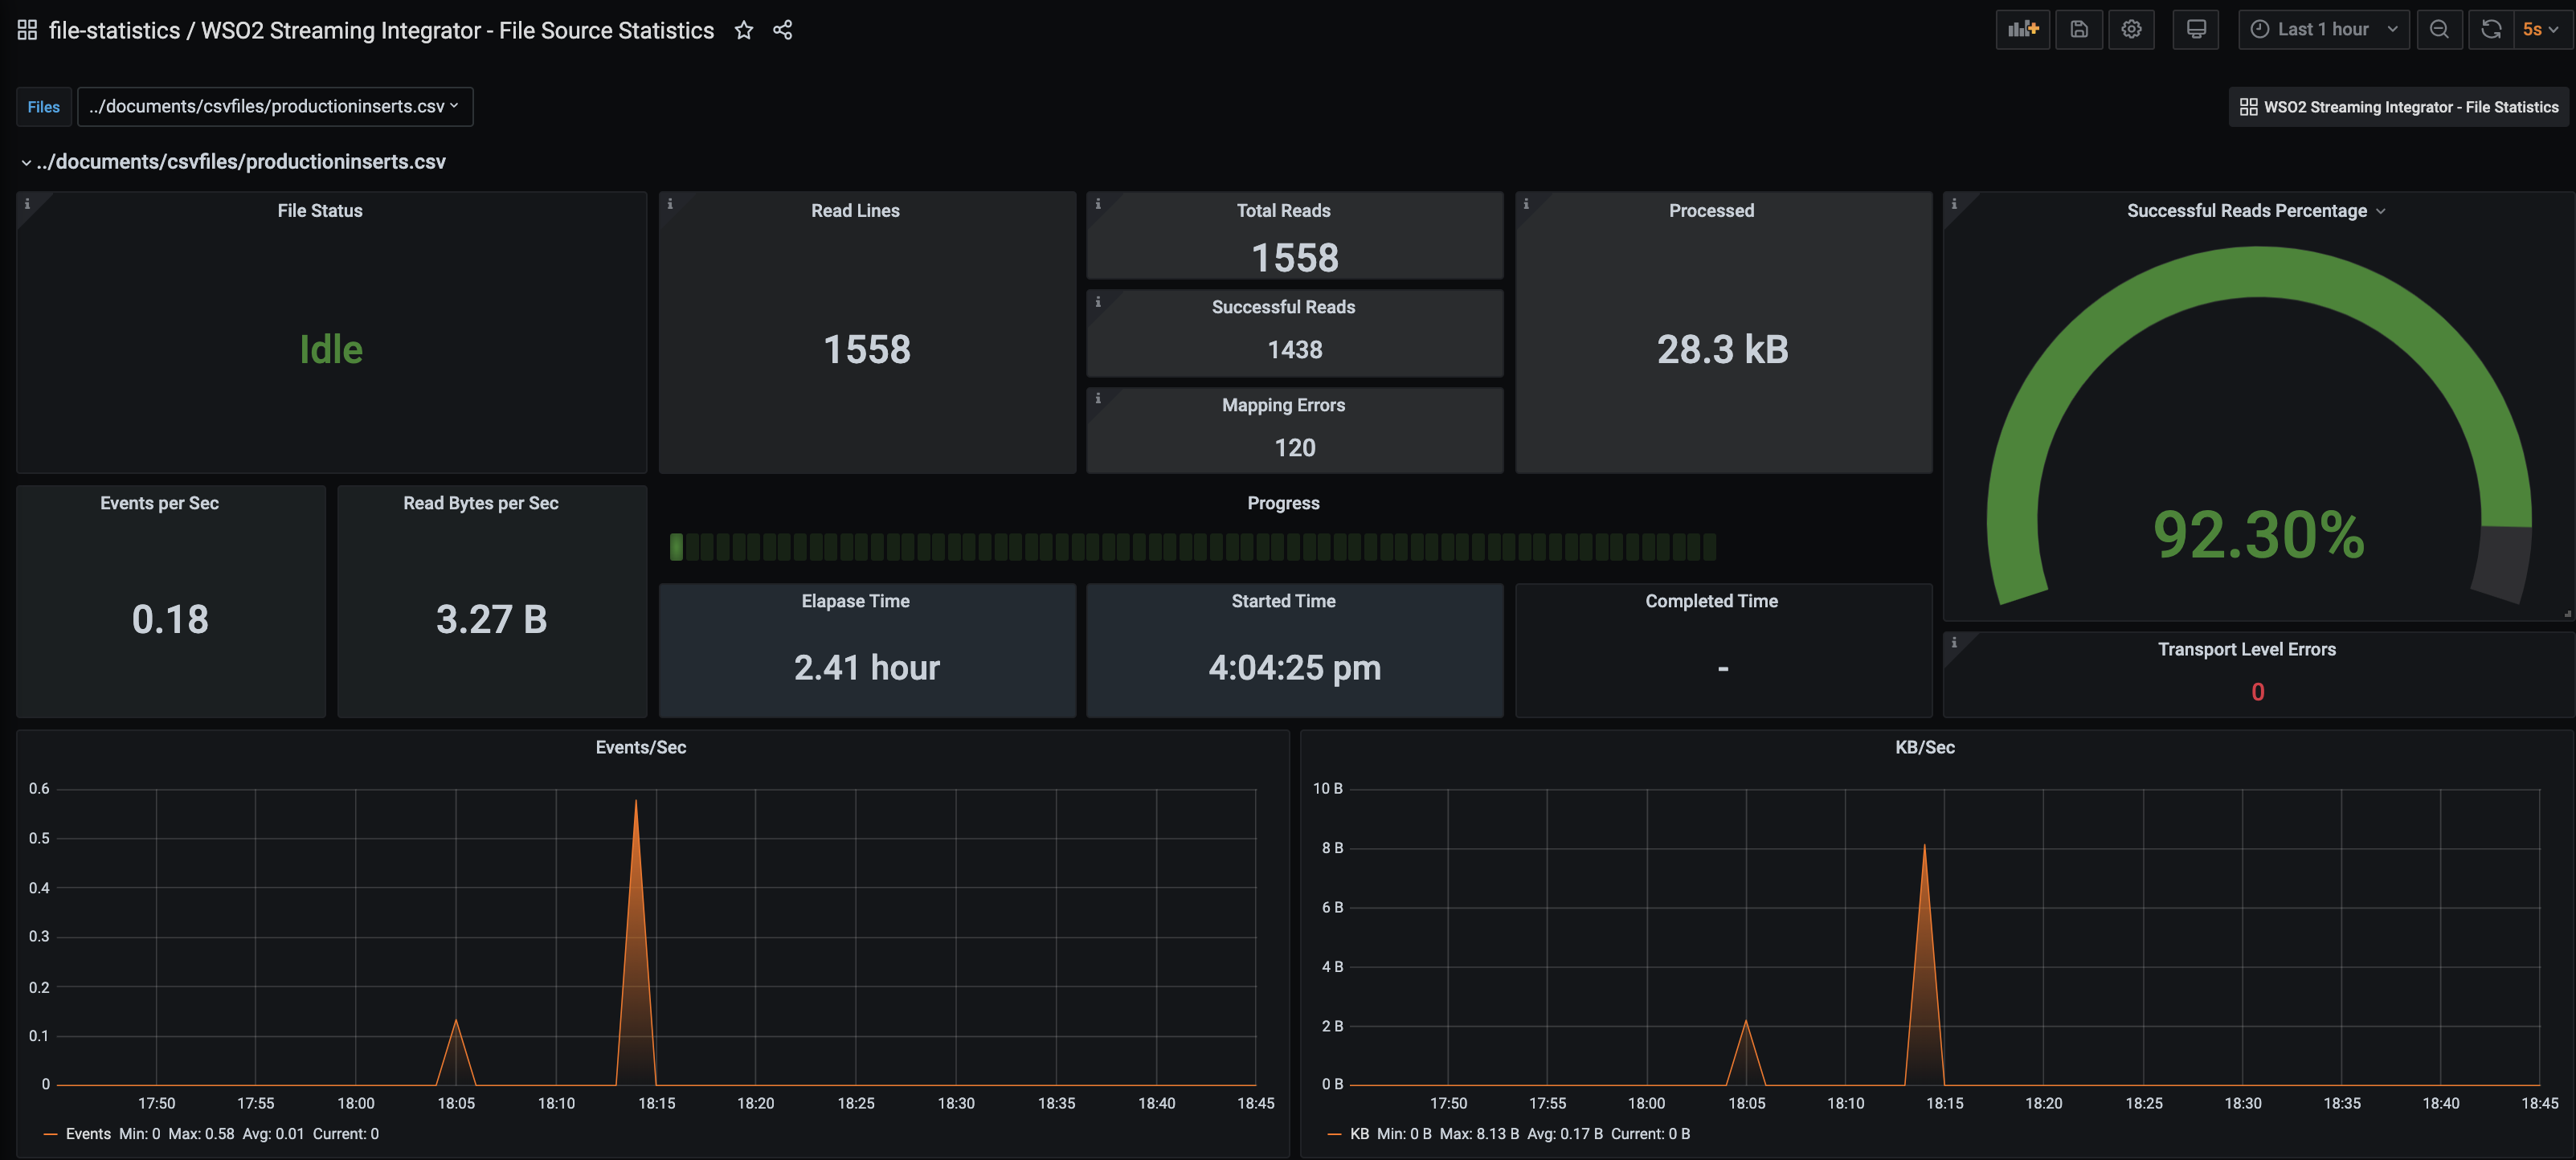 file-statistics / WSO2 Streaming Integrator - File Source Statistics
Last 1 hour
5s
Files
../documents/csvfiles/productioninserts.csv
WSO2 Streaming Integrator - File Statistics
../documents/csvfiles/productioninserts.csv
File Status
Idle
Read Lines
1558
Total Reads
1558
Successful Reads
1438
Mapping Errors
120
Processed
28.3 kB
Successful Reads Percentage
92.30%
Events per Sec
0.18
Read Bytes per Sec
3.27 B
Progress
Elapase Time
2.41 hour
Started Time
4:04:25 pm
Completed Time
-
Transport Level Errors
0
Events/Sec
0.6
0.5
0.4
0.3
0.2
0.1
0
17:50 17:55 18:00 18:05 18:10 18:15 18:20 18:25 18:30 18:35 18:40 18:45
Events Min: 0 Max: 0.58 Avg: 0.01 Current: 0
KB/Sec
10 B
8 B
6 B
4 B
2 B
0 B
17:50 17:55 18:00 18:05 18:10 18:15 18:20 18:25 18:30 18:35 18:40 18:45
KB Min: 0 B Max: 8.13 B Avg: 0.17 B Current: 0 B